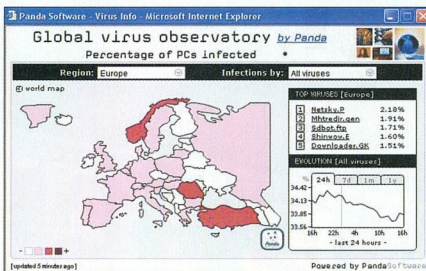 Panda Software - Virus Info - Microsoft Internet Explorer
Global virus observatory by Panda
Percentage of PCs infected
Region: Europe Infections by: All viruses
world map
TOP VIRUSES [Europe]
1 Netsky.P 2.18%
2 Mhtredir.gen 1.91%
3 Sdbot.ftp 1.71%
4 Shinwow.E 1.60%
5 Downloader.GK 1.51%
EVOLUTION [All viruses]
% 24h 7d 1m 1y
34.42
34.13
33.85
33.56
16h 22h 4h 10h 16h
- last 24 hours -
- +
Panda
[updated 5 minutes ago] Powered by PandaSoftware